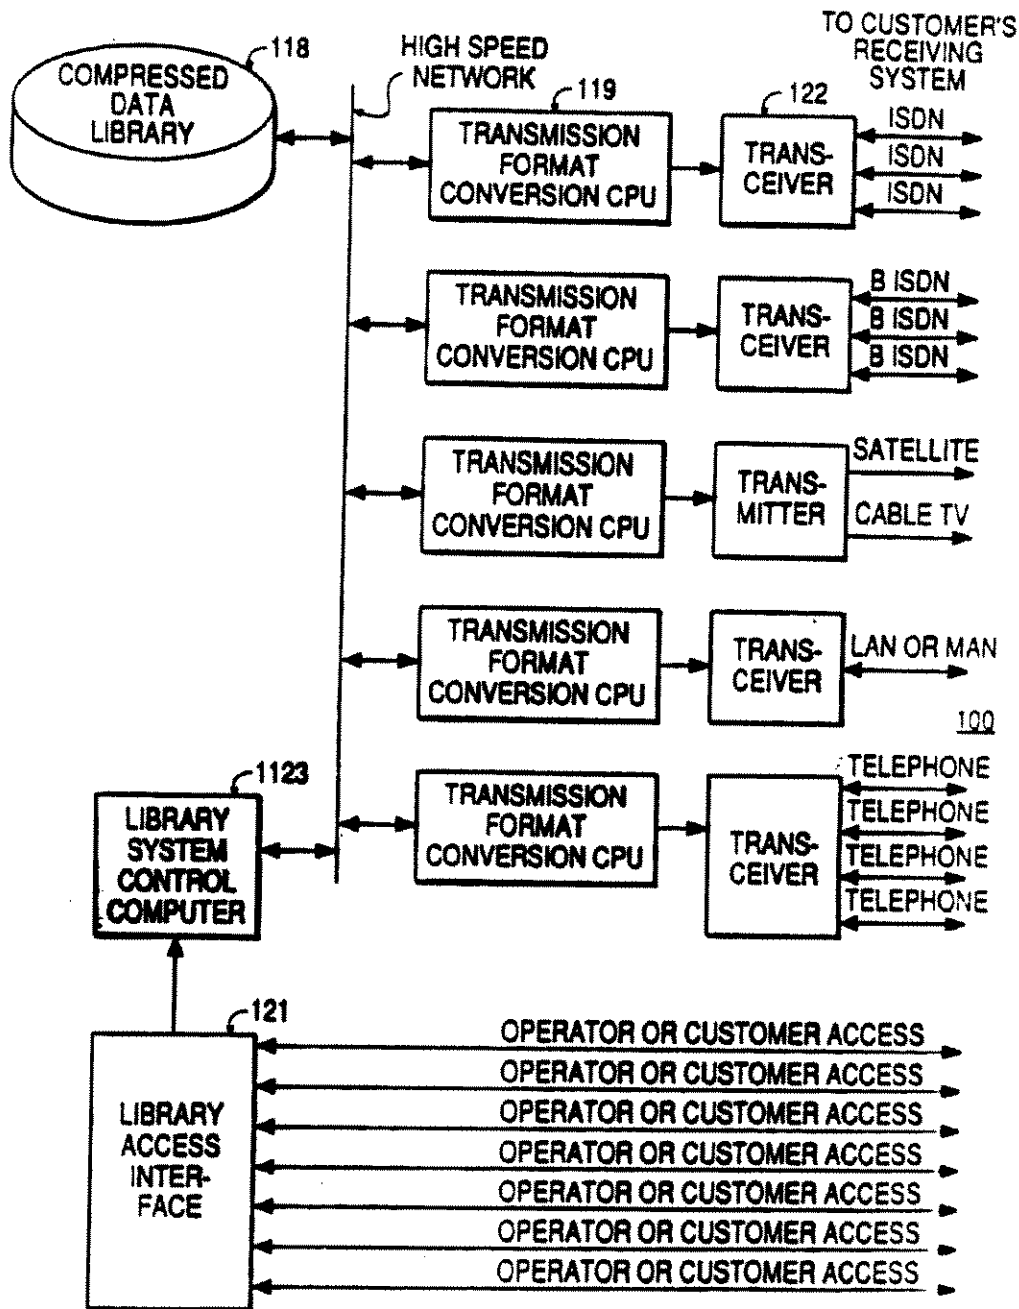 118
COMPRESSED
DATA
LIBRARY
HIGH SPEED
NETWORK
TO CUSTOMER'S
RECEIVING
SYSTEM
119
TRANSMISSION
FORMAT
CONVERSION CPU
122
TRANS-
CEIVER
ISDN
ISDN
ISDN
TRANSMISSION
FORMAT
CONVERSION CPU
TRANS-
CEIVER
B ISDN
B ISDN
B ISDN
TRANSMISSION
FORMAT
CONVERSION CPU
TRANS-
MITTER
SATELLITE
CABLE TV
TRANSMISSION
FORMAT
CONVERSION CPU
TRANS-
CEIVER
LAN OR MAN
100
1123
LIBRARY
SYSTEM
CONTROL
COMPUTER
TRANSMISSION
FORMAT
CONVERSION CPU
TRANS-
CEIVER
TELEPHONE
TELEPHONE
TELEPHONE
TELEPHONE
121
LIBRARY
ACCESS
INTER-
FACE
OPERATOR OR CUSTOMER ACCESS
OPERATOR OR CUSTOMER ACCESS
OPERATOR OR CUSTOMER ACCESS
OPERATOR OR CUSTOMER ACCESS
OPERATOR OR CUSTOMER ACCESS
OPERATOR OR CUSTOMER ACCESS
OPERATOR OR CUSTOMER ACCESS